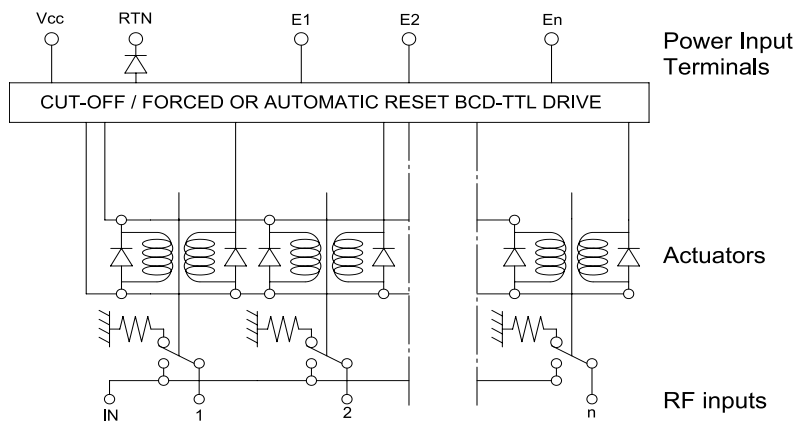 Vcc RTN E1 E2 En
Power Input
Terminals
CUT-OFF / FORCED OR AUTOMATIC RESET BCD-TTL DRIVE
Actuators
IN 1 2 n
RF inputs